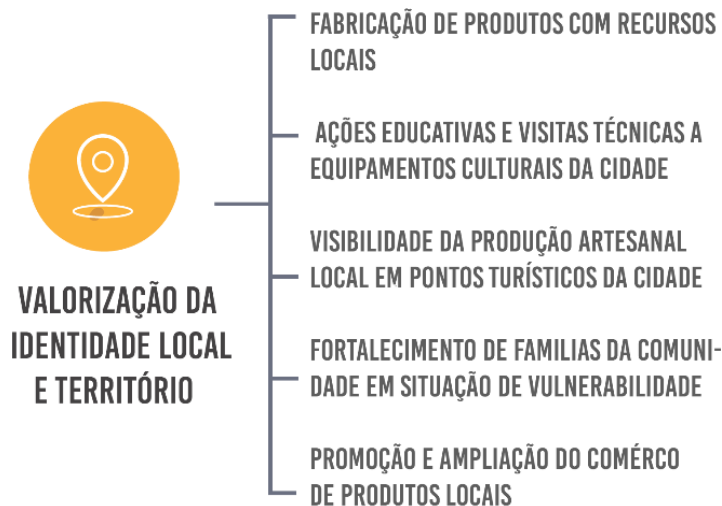 FABRICAÇÃO DE PRODUTOS COM RECURSOS
LOCAIS
AÇÕES EDUCATIVAS E VISITAS TÉCNICAS A
EQUIPAMENTOS CULTURAIS DA CIDADE
VISIBILIDADE DA PRODUÇÃO ARTESANAL
LOCAL EM PONTOS TURÍSTICOS DA CIDADE
VALORIZAÇÃO DA
IDENTIDADE LOCAL
E TERRITÓRIO
FORTALECIMENTO DE FAMILIAS DA COMUNI-
DADE EM SITUAÇÃO DE VULNERABILIDADE
PROMOÇÃO E AMPLIAÇÃO DO COMÉRCO
DE PRODUTOS LOCAIS